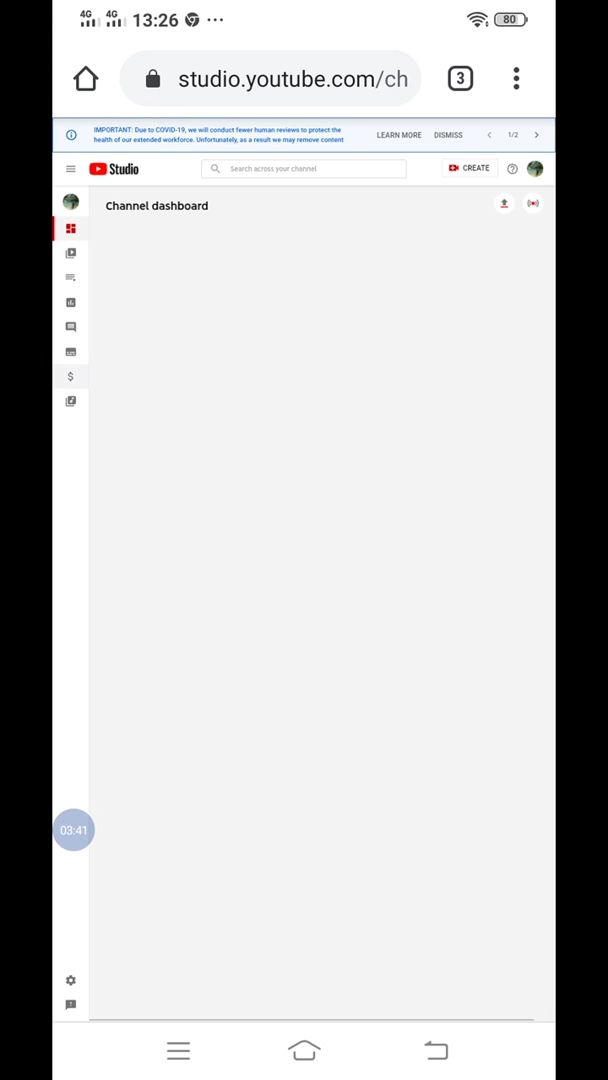 4G 4G 13:26 ··· 80
studio.youtube.com/ch 3
IMPORTANT: Due to COVID-19, we will conduct fewer human reviews to protect the
health of our extended workforce. Unfortunately, as a result we may remove content
LEARN MORE DISMISS 1/2
Studio Search across your channel CREATE
Channel dashboard
$
03:41